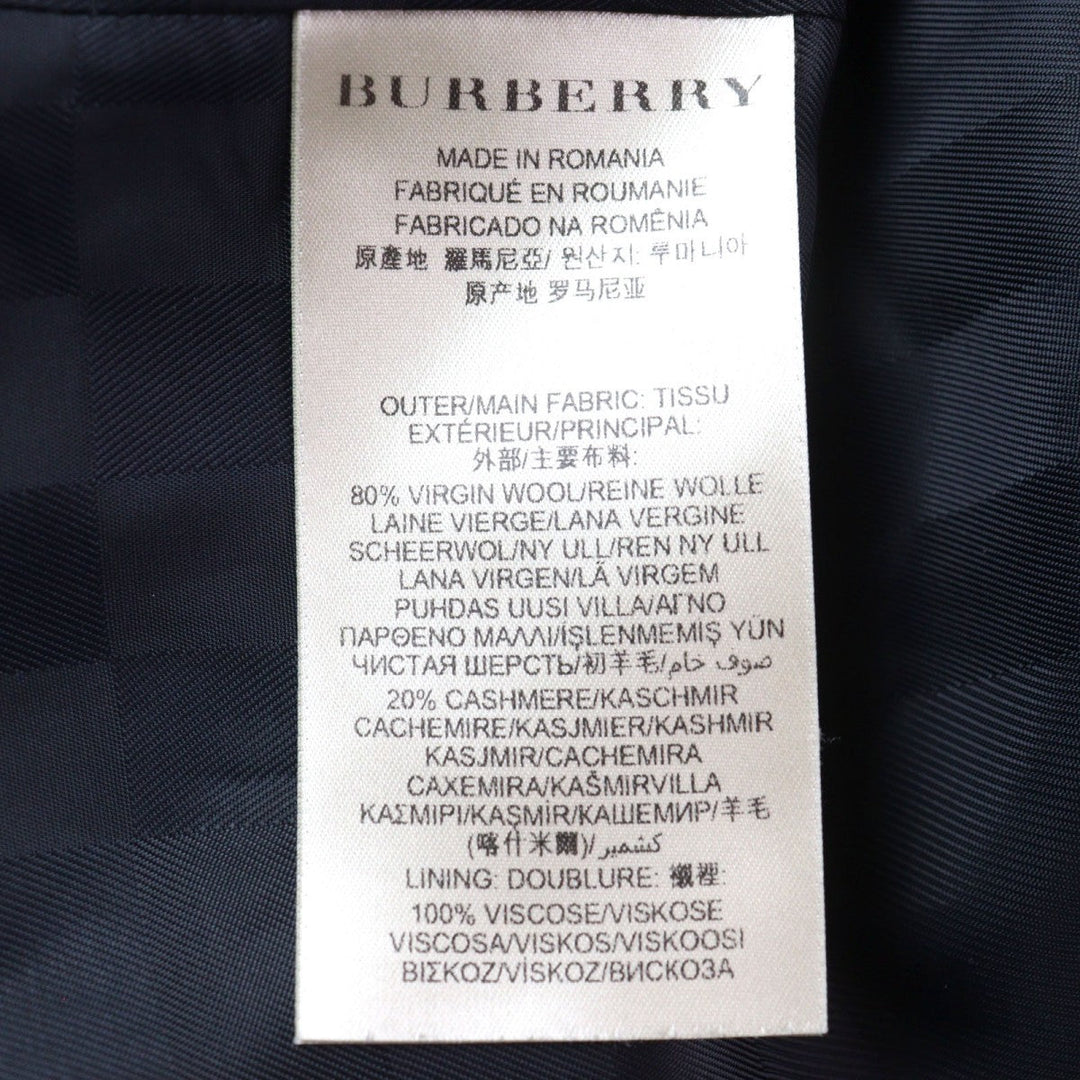 BURBERRY
MADE IN ROMANIA
FABRIQUÉ EN ROUMANIE
FABRICADO NA ROMÊNIA
原產地 羅馬尼亞/ 원산지: 루마니아
原产地 罗马尼亚
OUTER/MAIN FABRIC: TISSU
EXTÉRIEUR/PRINCIPAL:
外部/主要布料:
80% VIRGIN WOOL/REINE WOLLE
LAINE VIERGE/LANA VERGINE
SCHEERWOL/NY ULL/REN NY ULL
LANA VIRGEN/LÃ VIRGEM
PUHDAS UUSI VILLA/ΑΓΝΟ
ΠΑΡΘΕΝΟ ΜΑΛΛΙ/İŞLENMEMIŞ YÜN
ЧИСТАЯ ШЕРСТЬ/初羊毛/صوف خام
20% CASHMERE/KASCHMIR
CACHEMIRE/KASJMIER/KASHMIR
KASJMIR/CACHEMIRA
CAXEMIRA/KAŠMIRVILLA
ΚΑΣΜΙΡΙ/KAŞMİR/КАШЕМИР/羊毛
(喀什米爾)/كشمير
LINING: DOUBLURE: 襯裡:
100% VISCOSE/VISKOSE
VISCOSA/VISKOS/VISKOOSI
ΒΙΣΚΟΖ/VİSKOZ/ВИСКОЗА